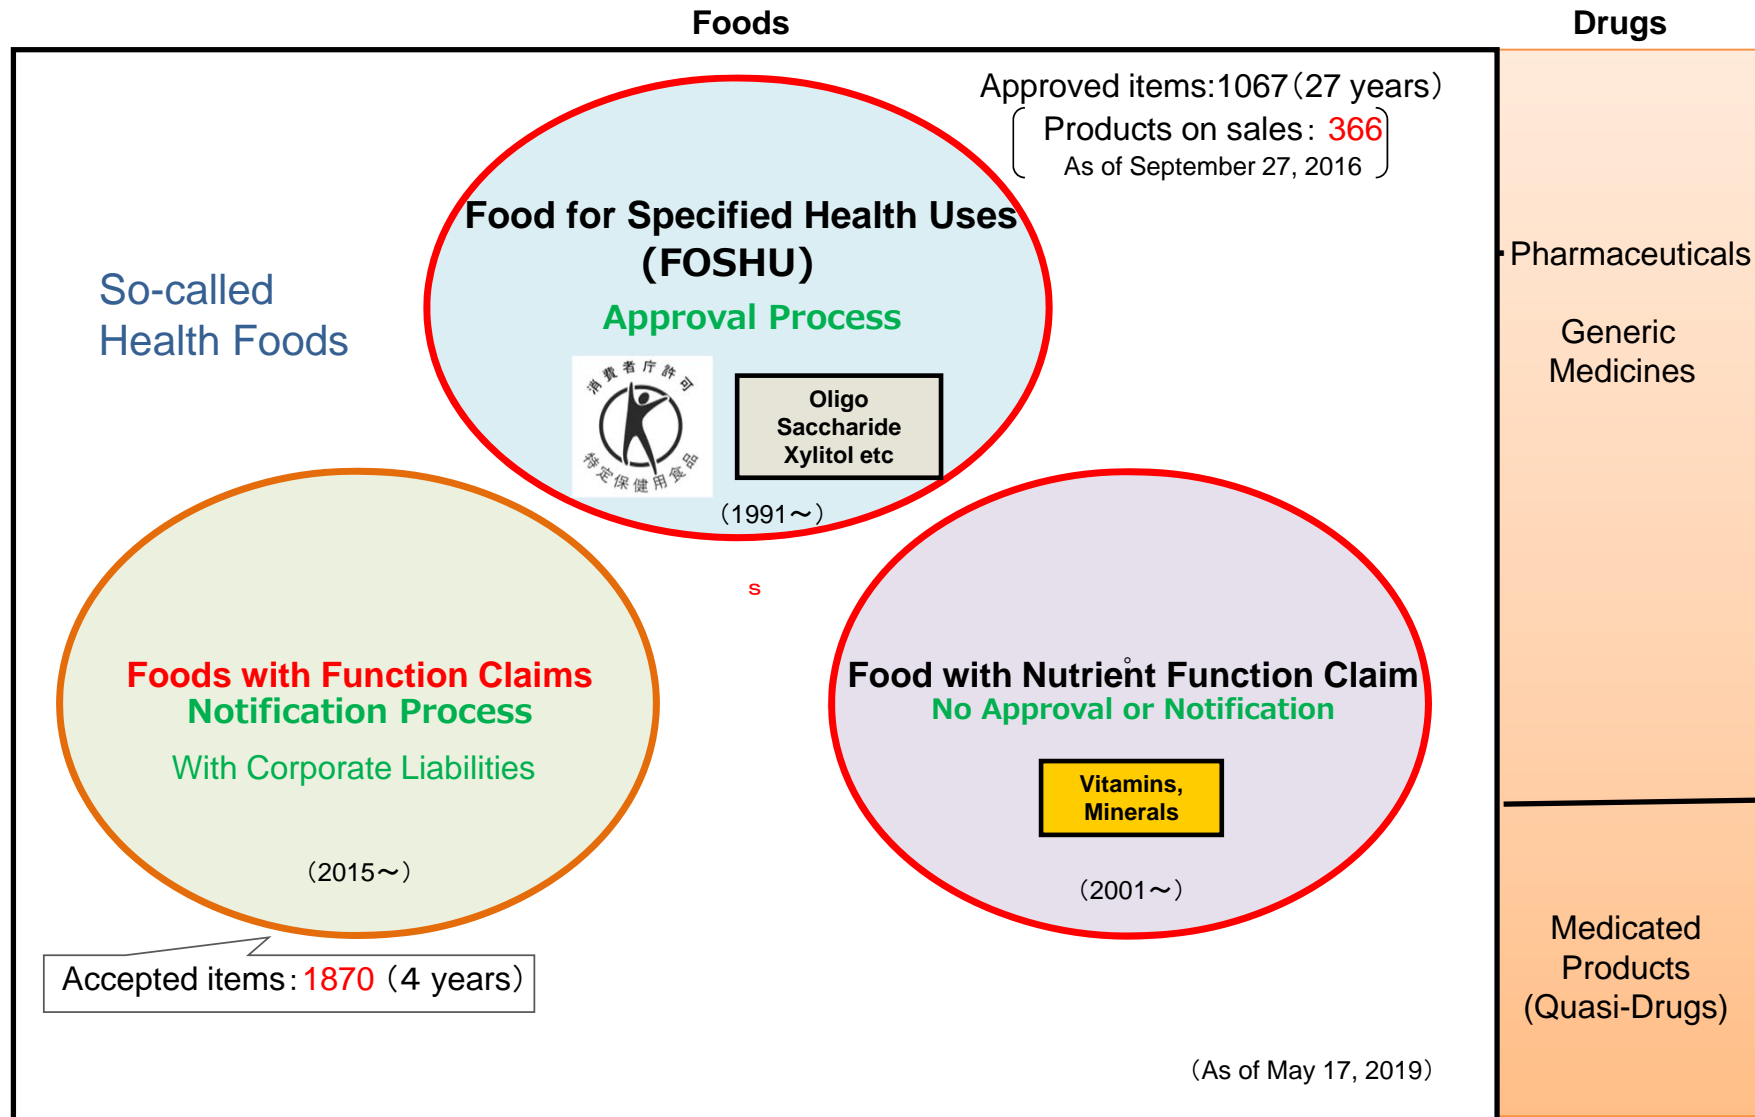 Foods
Drugs
Approved items:1067（27 years）
Products on sales：366
As of September 27, 2016
Food for Specified Health Uses
(FOSHU)
Approval Process
消費者庁許可
特定保健用食品
Oligo
Saccharide
Xylitol etc
（1991～）
So-called
Health Foods
s
Foods with Function Claims
Notification Process
With Corporate Liabilities
（2015～）
Accepted items：1870（4 years）
Food with Nutrient Function Claim
No Approval or Notification
Vitamins,
Minerals
（2001～）
（As of May 17, 2019）
Pharmaceuticals
Generic
Medicines
Medicated
Products
(Quasi-Drugs)